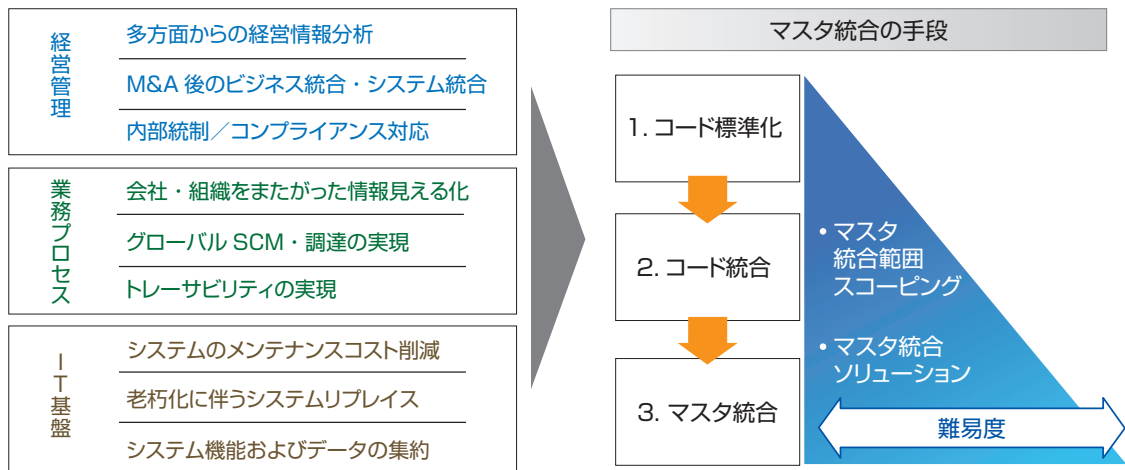 経営管理
多方面からの経営情報分析
M&A 後のビジネス統合・システム統合
内部統制／コンプライアンス対応
業務プロセス
会社・組織をまたがった情報見える化
グローバル SCM・調達の実現
トレーサビリティの実現
IT基盤
システムのメンテナンスコスト削減
老朽化に伴うシステムリプレイス
システム機能およびデータの集約
マスタ統合の手段
1. コード標準化
2. コード統合
3. マスタ統合
• マスタ
統合範囲
スコーピング
• マスタ統合
ソリューション
難易度